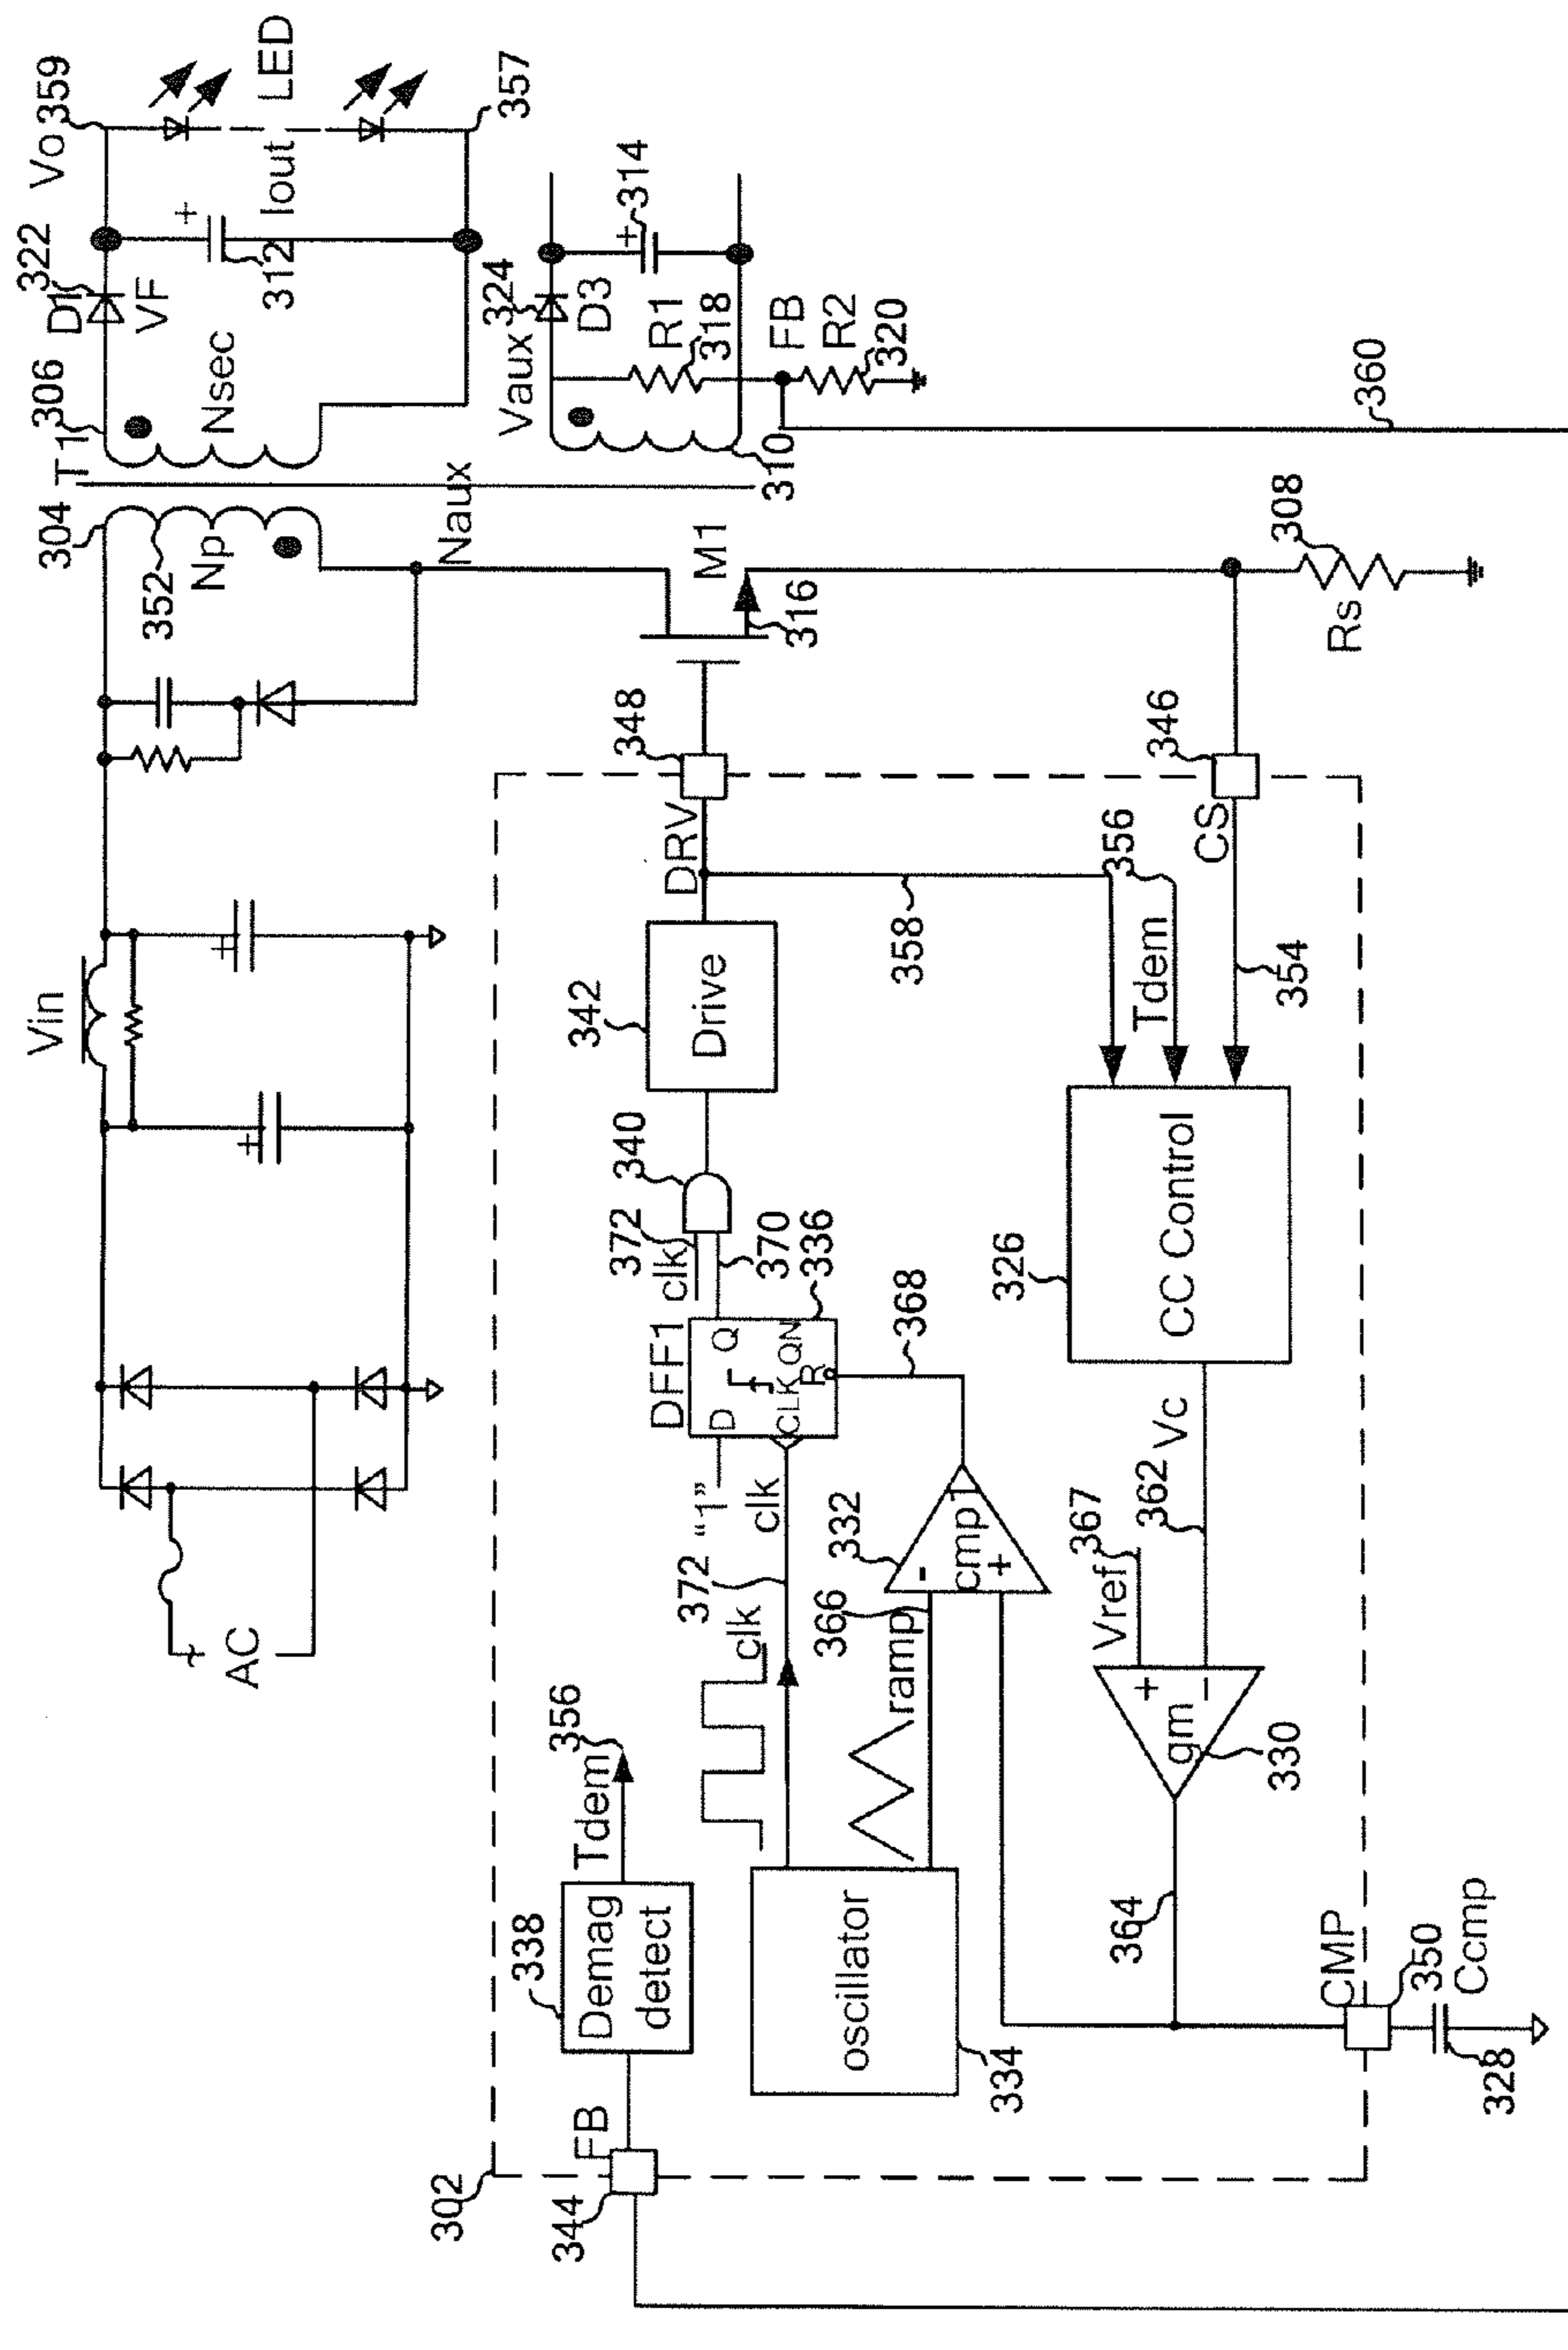 Vin
AC
304
T1
306
D1
322
Vo
359
352
Np
Nsec
VF
312
+
Iout
LED
357
Naux
Vaux
324
D3
+
314
310
R1
318
FB
R2
320
360
M1
316
308
Rs
302
344
FB
338
Demag
detect
Tdem
356
clk
372
"1"
clk
DFF1
D
Q
CLK
QN
R
336
370
clk
372
340
342
Drive
DRV
348
358
oscillator
334
ramp
366
332
-
cmp1
+
368
326
CC Control
Tdem
356
CS
346
354
Vref
367
362
Vc
+
-
gm
330
364
CMP
350
Ccmp
328
+
+